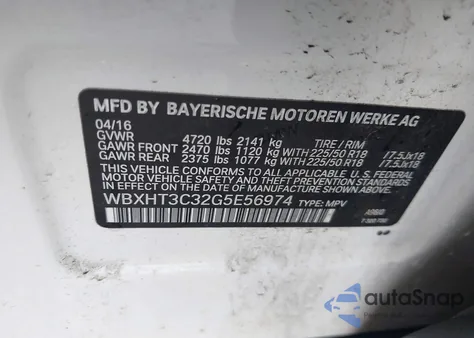 MFD BY BAYERISCHE MOTOREN WERKE AG
04/16
GVWR 4720 lbs 2141 kg TIRE / RIM
GAWR FRONT 2470 lbs 1120 kg WITH 225/50 R18 /7.5Jx18
GAWR REAR 2375 lbs 1077 kg WITH 225/50 R18 /7.5Jx18
THIS VEHICLE CONFORMS TO ALL APPLICABLE U.S. FEDERAL
MOTOR VEHICLE SAFETY, BUMPER, AND THEFT PREVENTION
STANDARDS IN EFFECT ON THE DATE OF MANUFACTURE SHOWN ABOVE.
WBXHT3C32G5E56974 TYPE: MPV
autoSnap